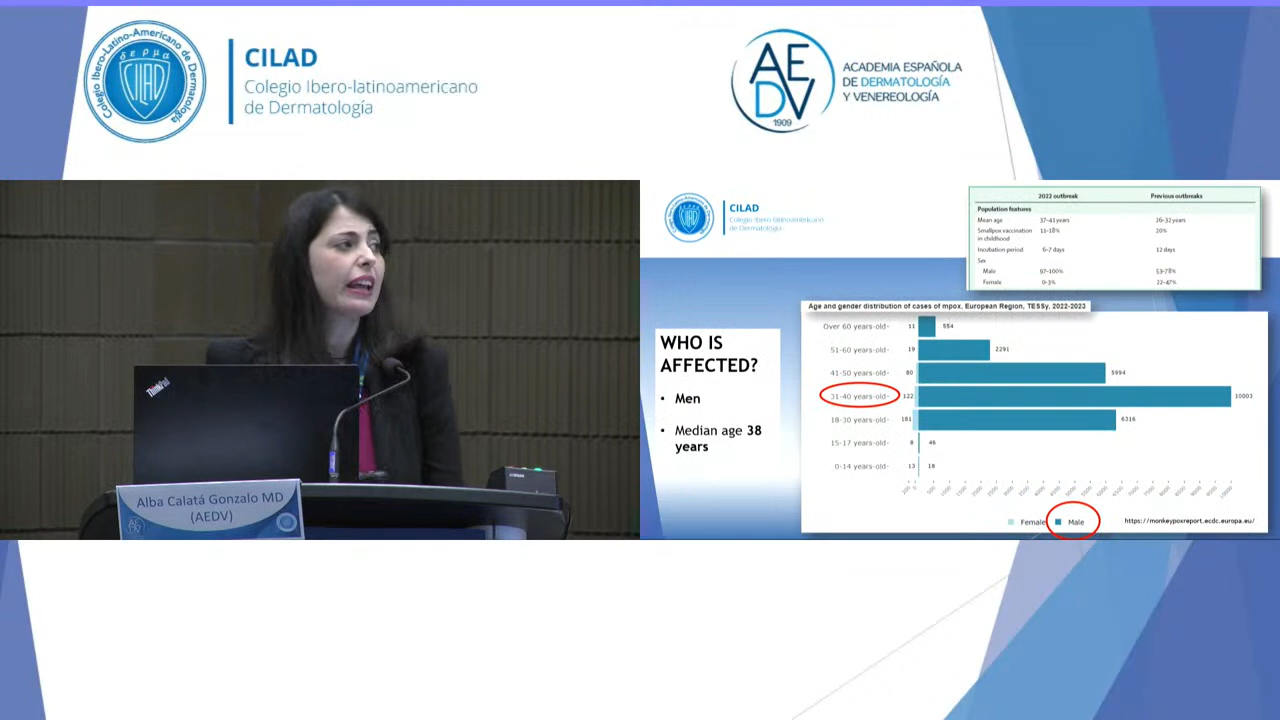 Colegio Ibero-Latino-Americano de Dermatología
δερμα
CILAD
CILAD
Colegio Ibero-latinoamericano
de Dermatología
AEDV
1909
ACADEMIA ESPAÑOLA
DE DERMATOLOGÍA
Y VENEREOLOGÍA
ThinkPad
Alba Calatá Gonzalo MD
(AEDV)
CILAD
Colegio Ibero-latinoamericano
de Dermatología
2022 outbreak Previous outbreaks
Population features
Mean age 37–41 years 26–32 years
Smallpox vaccination 11–18% 20%
in childhood
Incubation period 6–7 days 12 days
Sex
Male 97–100% 53–78%
Female 0–3% 22–47%
WHO IS
AFFECTED?
• Men
• Median age 38
years
Age and gender distribution of cases of mpox, European Region, TESSy, 2022-2023
Over 60 years-old- 11 554
51-60 years-old- 19 2291
41-50 years-old- 80 5994
31-40 years-old- 122 10003
18-30 years-old- 181 6316
15-17 years-old- 8 46
0-14 years-old- 13 18
Female Male
https://monkeypoxreport.ecdc.europa.eu/